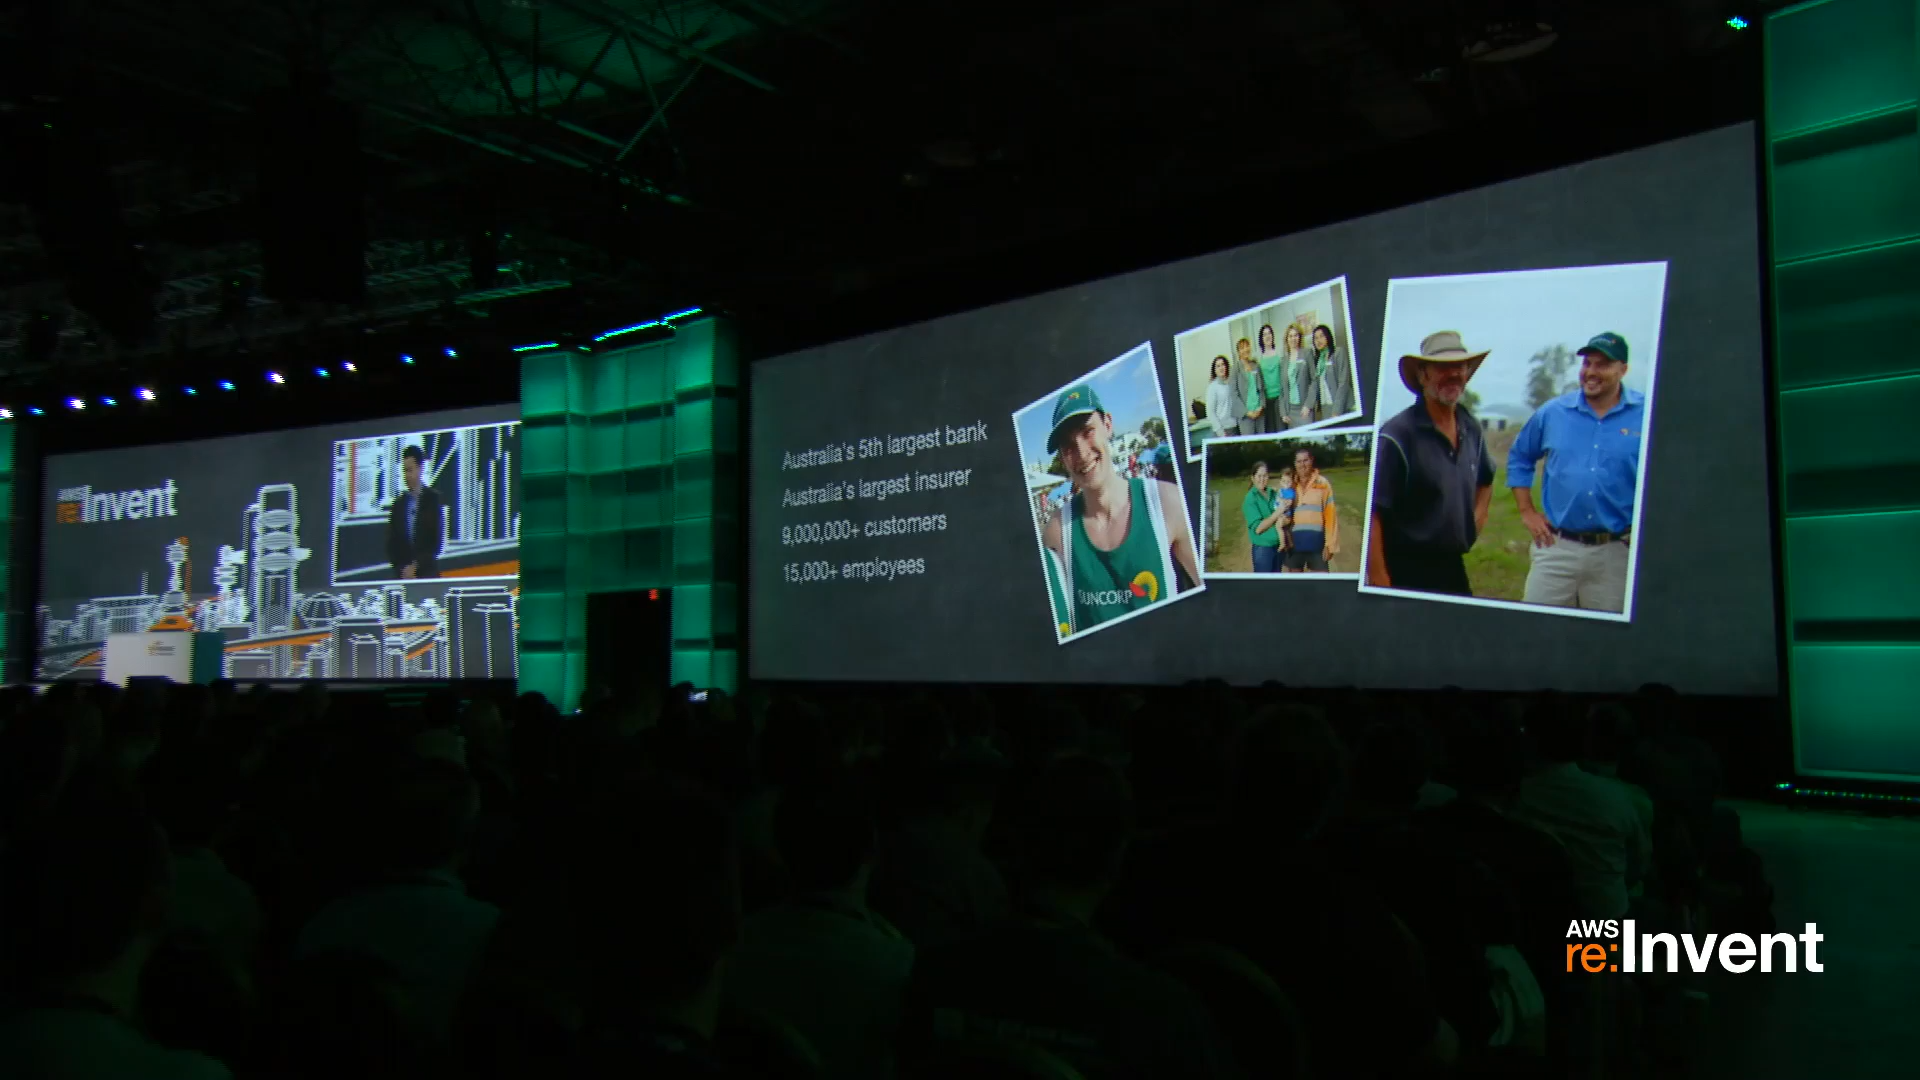 AWS
re:Invent
Australia's 5th largest bank
Australia's largest insurer
9,000,000+ customers
15,000+ employees
SUNCORP
AWS
re:Invent